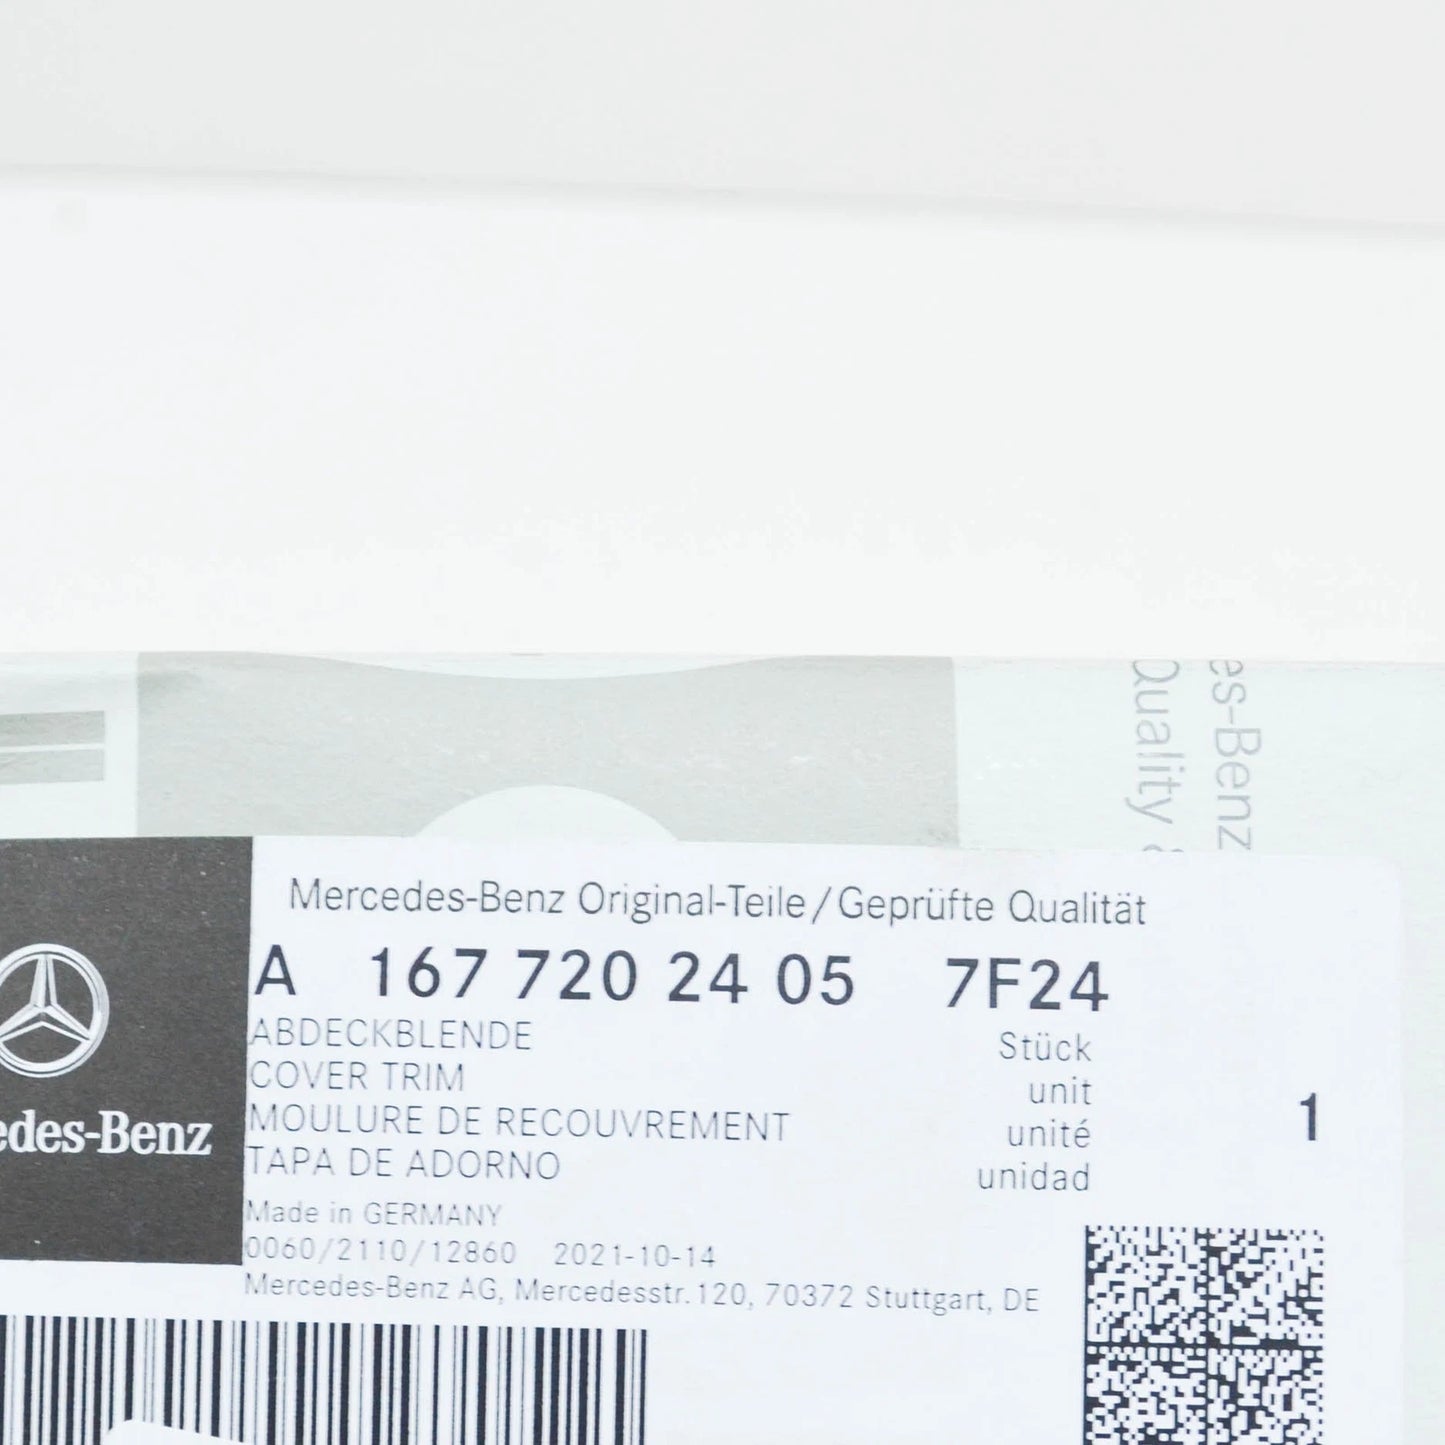 es-Benz
Quality &
Mercedes-Benz Original-Teile/Geprüfte Qualität
A 167 720 24 05 7F24
ABDECKBLENDE
COVER TRIM
MOULURE DE RECOUVREMENT
TAPA DE ADORNO
Stück
unit
unité
unidad
1
edes-Benz
Made in GERMANY
0060/2110/12860 2021-10-14
Mercedes-Benz AG, Mercedesstr.120, 70372 Stuttgart, DE